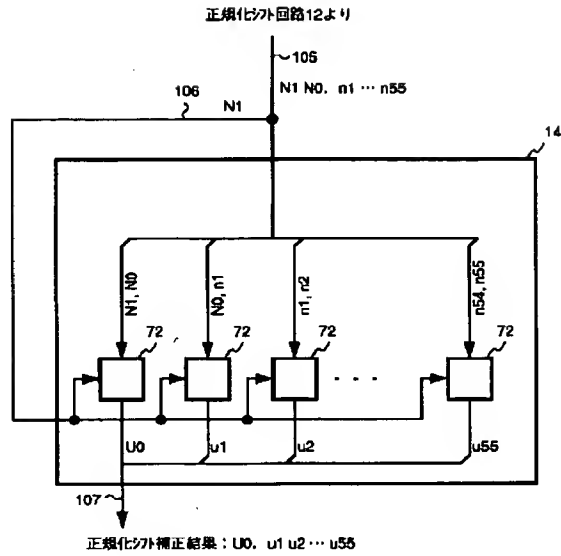 正規化シフト回路12より
105
N1 N0. n1 ··· n55
106
N1
14
N1, N0
N0, n1
n1, n2
n54, n55
72
72
72
72
· · ·
U0
u1
u2
u55
107
正規化シフト補正結果：U0. u1 u2 ··· u55